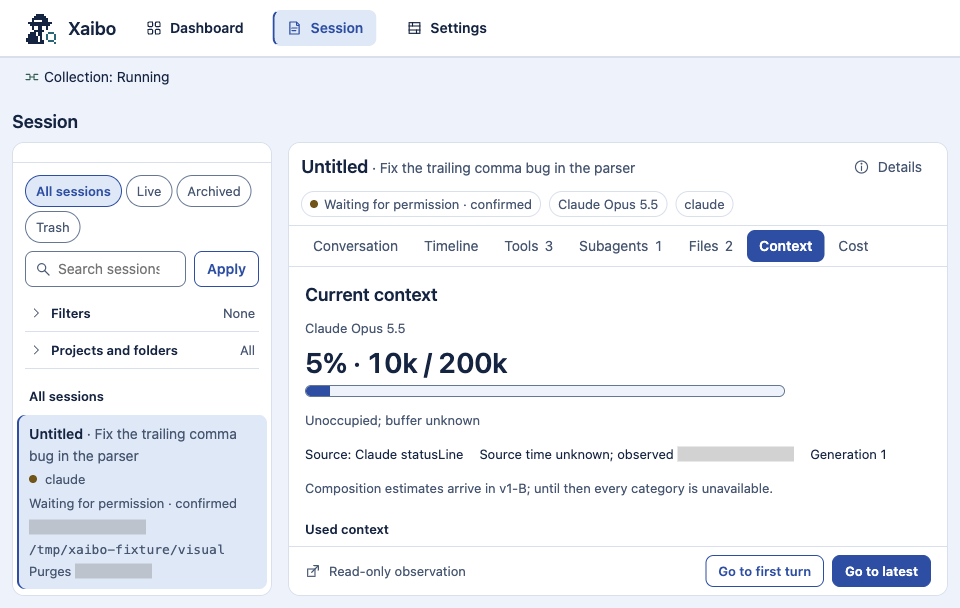 Xaibo Dashboard Session Settings
Collection: Running
Session
All sessions Live Archived
Trash
Search sessions Apply
Filters None
Projects and folders All
All sessions
Untitled · Fix the trailing comma
bug in the parser
claude
Waiting for permission · confirmed
/tmp/xaibo-fixture/visual
Purges
Untitled · Fix the trailing comma bug in the parser Details
Waiting for permission · confirmed Claude Opus 5.5 claude
Conversation Timeline Tools 3 Subagents 1 Files 2 Context Cost
Current context
Claude Opus 5.5
5% · 10k / 200k
Unoccupied; buffer unknown
Source: Claude statusLine Source time unknown; observed Generation 1
Composition estimates arrive in v1-B; until then every category is unavailable.
Used context
Read-only observation Go to first turn Go to latest